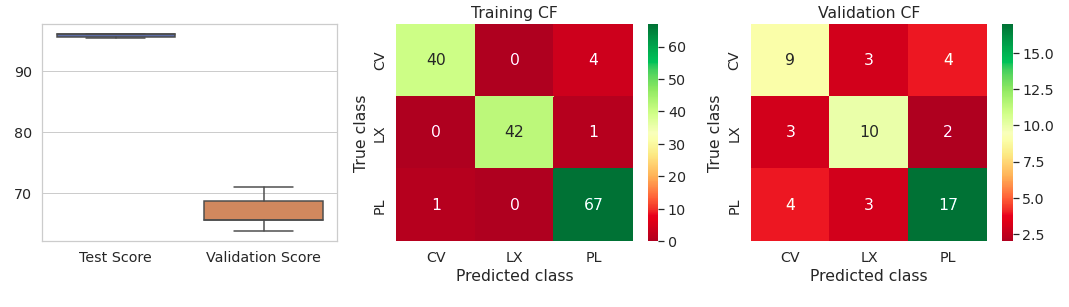 90
80
70
Test Score
Validation Score
Training CF
True class
CV
LX
PL
40 0 4
0 42 1
1 0 67
CV LX PL
Predicted class
60
50
40
30
20
10
0
Validation CF
True class
CV
LX
PL
9 3 4
3 10 2
4 3 17
CV LX PL
Predicted class
15.0
12.5
10.0
7.5
5.0
2.5